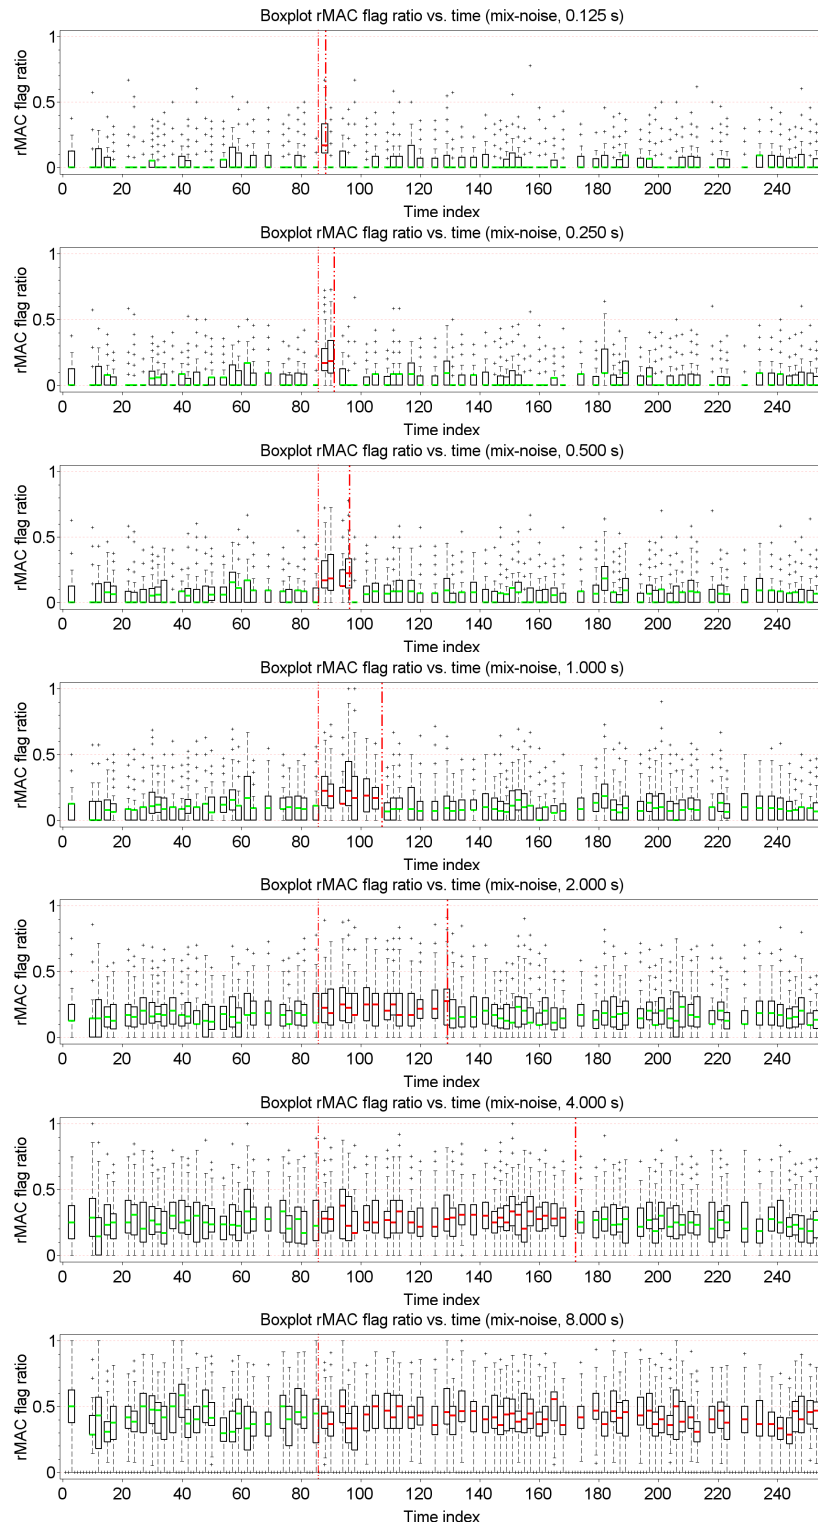 Boxplot rMAC flag ratio vs. time (mix-noise, 0.125 s)
1
0.5
0
rMAC flag ratio
0 20 40 60 80 100 120 140 160 180 200 220 240
Time index
Boxplot rMAC flag ratio vs. time (mix-noise, 0.250 s)
1
0.5
0
rMAC flag ratio
0 20 40 60 80 100 120 140 160 180 200 220 240
Time index
Boxplot rMAC flag ratio vs. time (mix-noise, 0.500 s)
1
0.5
0
rMAC flag ratio
0 20 40 60 80 100 120 140 160 180 200 220 240
Time index
Boxplot rMAC flag ratio vs. time (mix-noise, 1.000 s)
1
0.5
0
rMAC flag ratio
0 20 40 60 80 100 120 140 160 180 200 220 240
Time index
Boxplot rMAC flag ratio vs. time (mix-noise, 2.000 s)
1
0.5
0
rMAC flag ratio
0 20 40 60 80 100 120 140 160 180 200 220 240
Time index
Boxplot rMAC flag ratio vs. time (mix-noise, 4.000 s)
1
0.5
0
rMAC flag ratio
0 20 40 60 80 100 120 140 160 180 200 220 240
Time index
Boxplot rMAC flag ratio vs. time (mix-noise, 8.000 s)
1
0.5
0
rMAC flag ratio
0 20 40 60 80 100 120 140 160 180 200 220 240
Time index